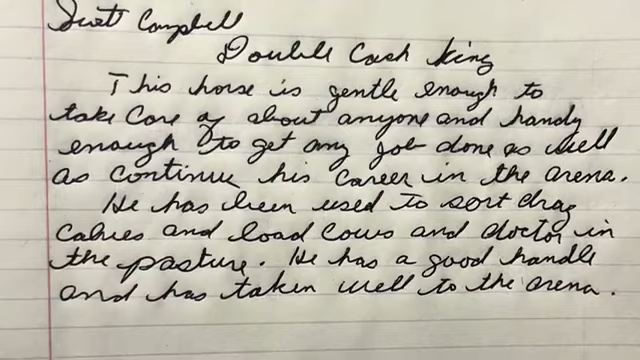 Scott Campbell
Double Cash King
This horse is gentle enough to
take care of about anyone and handy
enough to get any job done as well
as continue his career in the arena.
He has been used to sort drag
calves and load cows and doctor in
the pasture. He has a good handle
and has taken well to the arena.